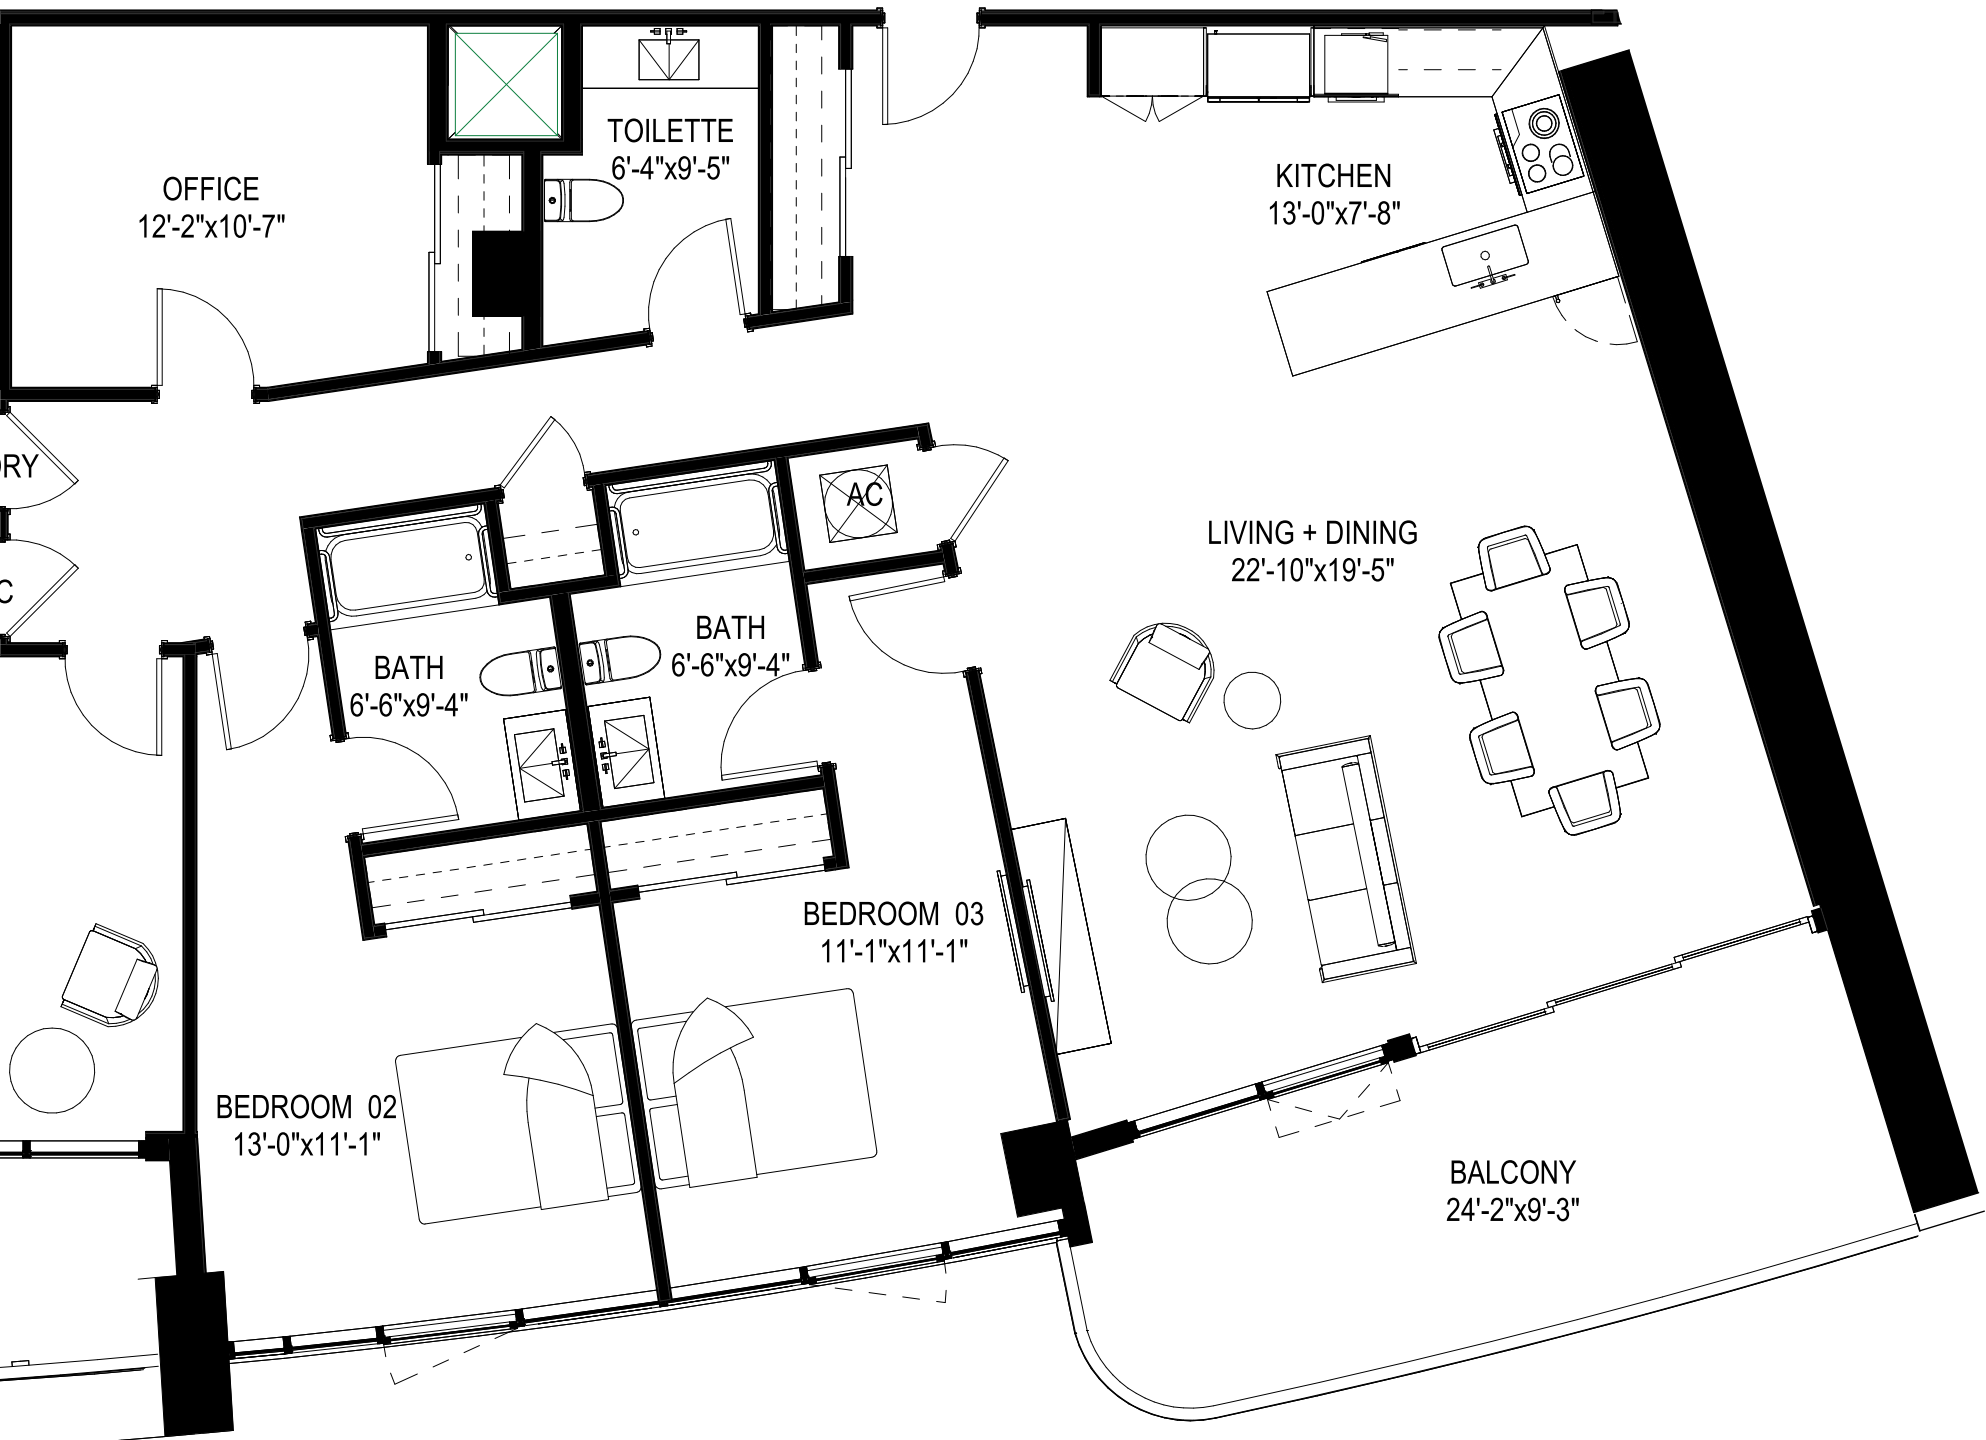 OFFICE
12'-2"x10'-7"
TOILETTE
6'-4"x9'-5"
KITCHEN
13'-0"x7'-8"
AC
LIVING + DINING
22'-10"x19'-5"
BATH
6'-6"x9'-4"
BATH
6'-6"x9'-4"
BEDROOM 03
11'-1"x11'-1"
BEDROOM 02
13'-0"x11'-1"
BALCONY
24'-2"x9'-3"